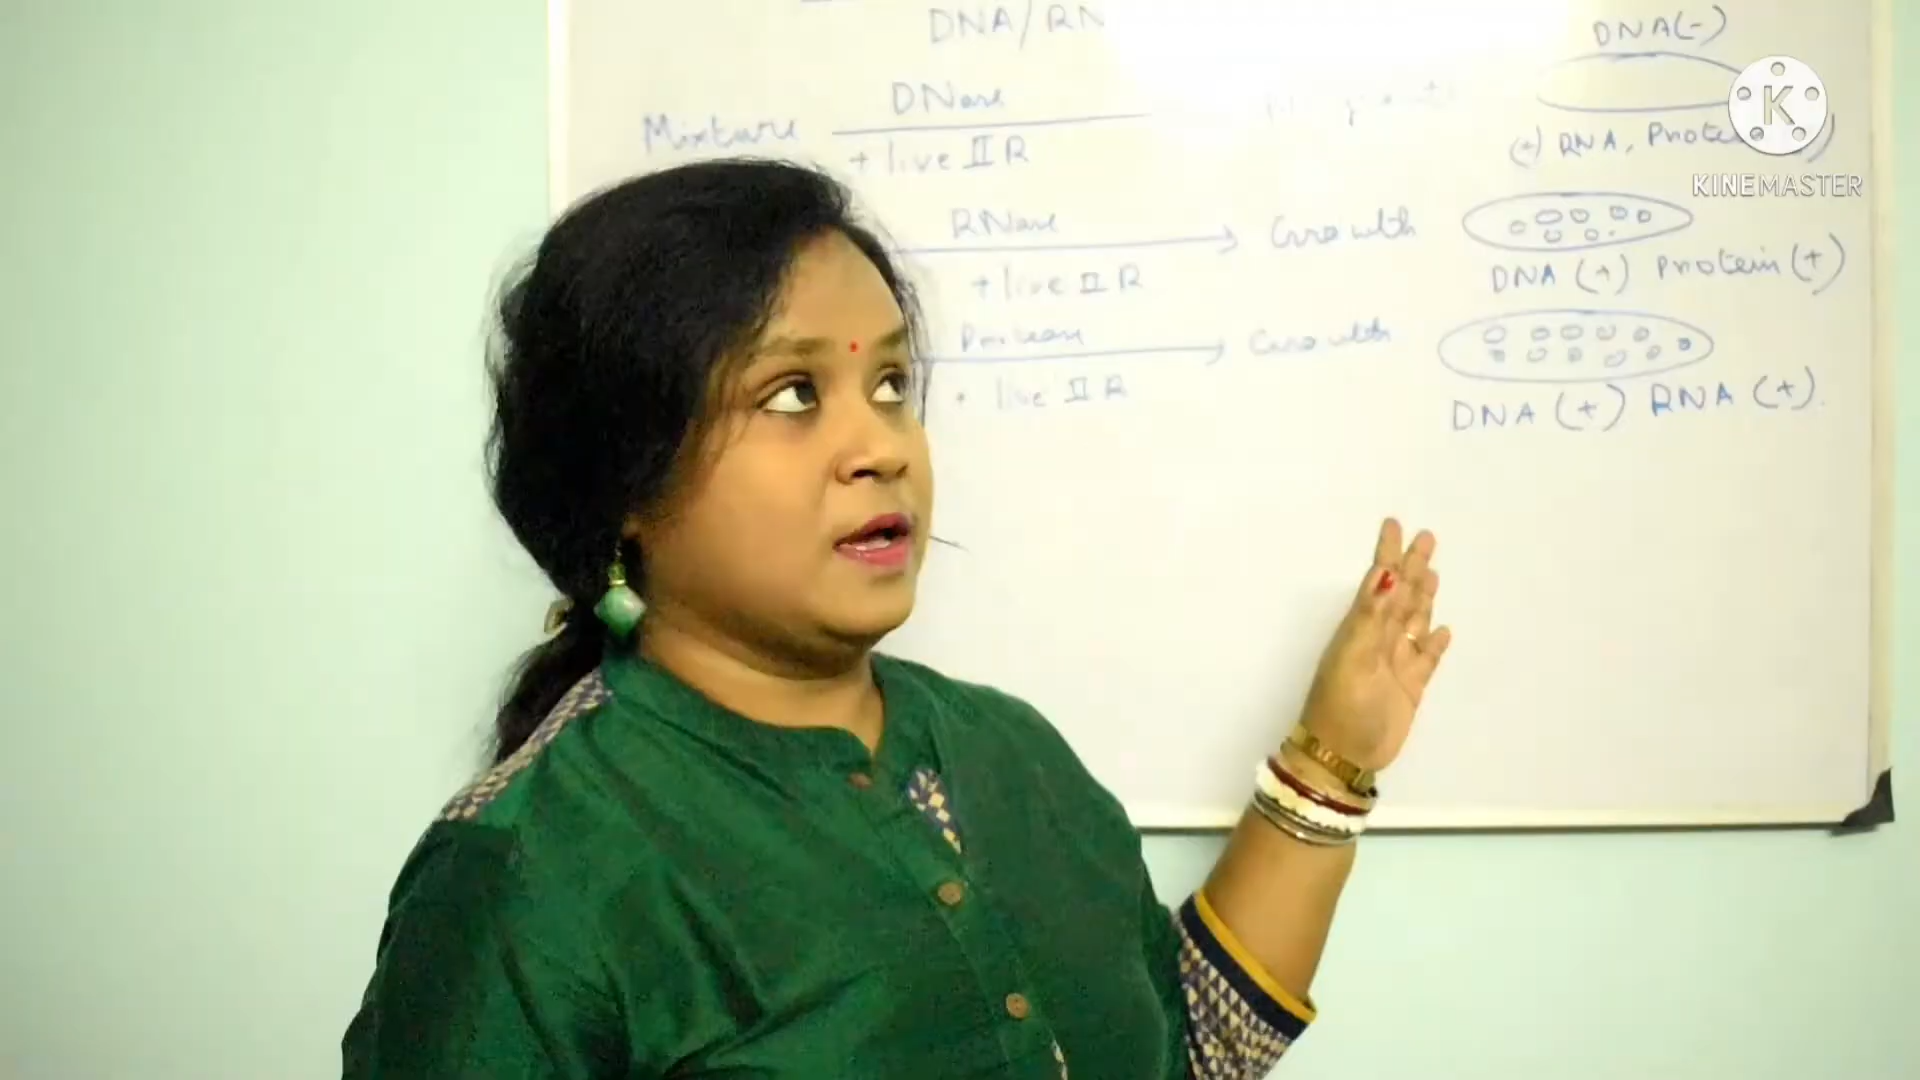 DNA/RN
DNA(-)
DNase
Mixture
+ live II R
(+) RNA, Prote
KINEMASTER
RNase
Growth
+ live II R
DNA (+) Protein (+)
Protease
Growth
+ live II R
DNA (+) RNA (+).